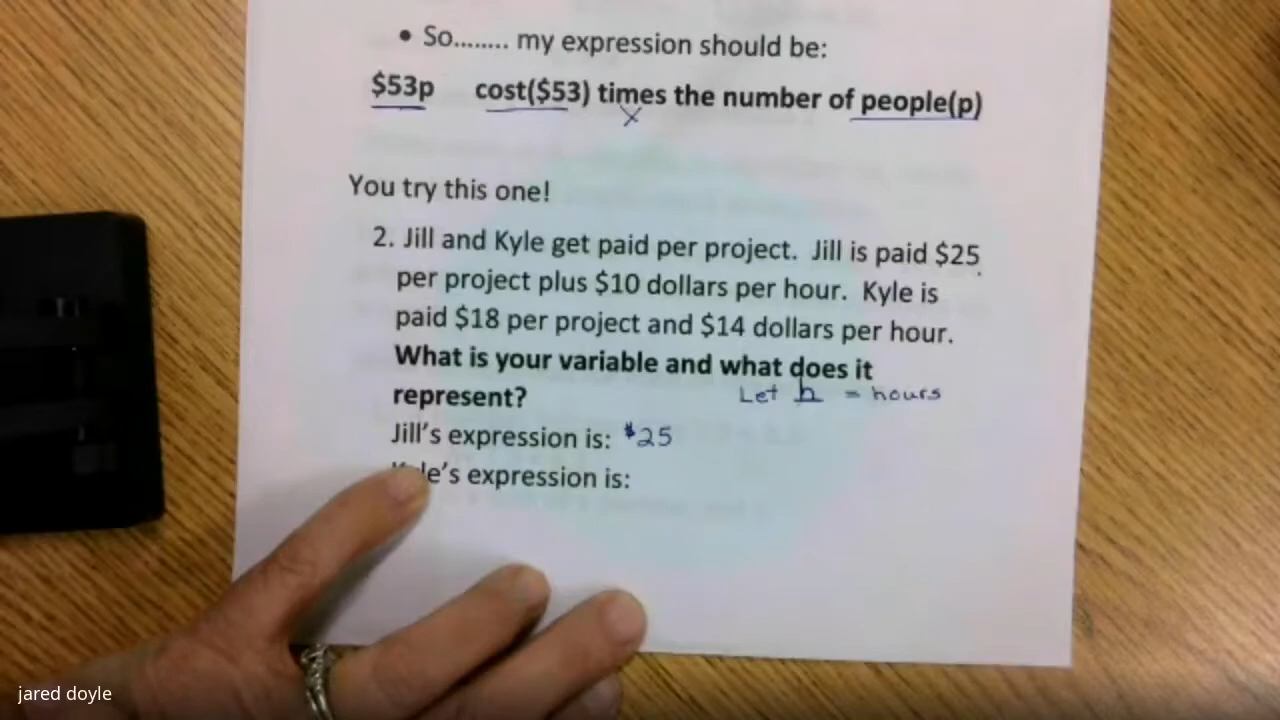 • So........ my expression should be:
$53p cost($53) times the number of people(p)
x
You try this one!
2. Jill and Kyle get paid per project. Jill is paid $25
per project plus $10 dollars per hour. Kyle is
paid $18 per project and $14 dollars per hour.
What is your variable and what does it
represent? Let h = hours
Jill's expression is: $25
Kyle's expression is:
jared doyle